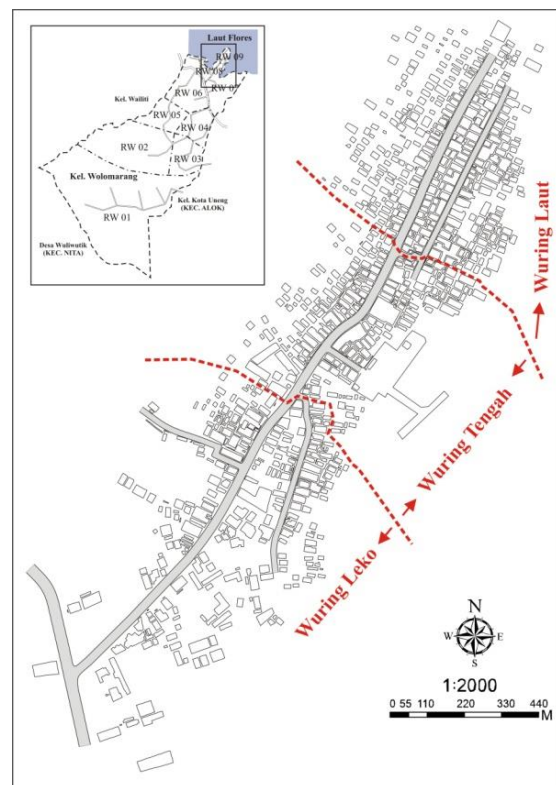 Laut Flores
RW 09
RW 08
RW 07
RW 06
Kel. Wailiti
RW 05
RW 04
RW 02
RW 03
Kel. Wolomarang
Kel. Kota Uneng
(KEC. ALOK)
RW 01
Desa Wuliwutik
(KEC. NITA)
Wuring Laut
Wuring Tengah
Wuring Leko
N
W
E
S
1:2000
0 55 110 220 330 440
M